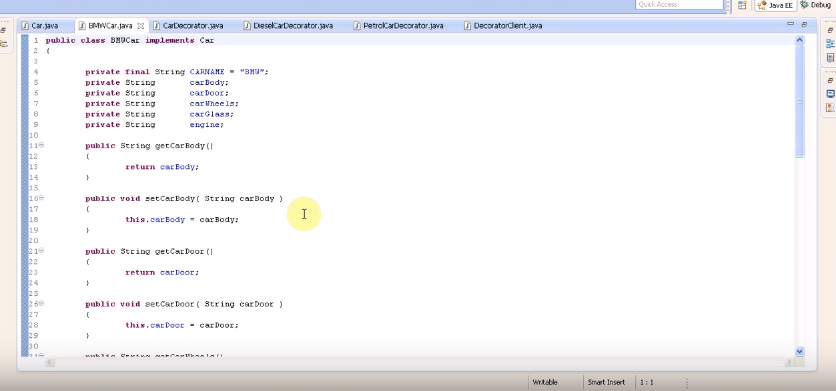 Quick Access
Java EE
Debug
Car.java
BMWCar.java
CarDecorator.java
DieselCarDecorator.java
PetrolCarDecorator.java
DecoratorClient.java
1 public class BMWCar implements Car
2 {
3
4 private final String CARNAME = "BMW";
5 private String carBody;
6 private String carDoor;
7 private String carWheels;
8 private String carGlass;
9 private String engine;
10
11 public String getCarBody()
12 {
13 return carBody;
14 }
15
16 public void setCarBody( String carBody )
17 {
18 this.carBody = carBody;
19 }
20
21 public String getCarDoor()
22 {
23 return carDoor;
24 }
25
26 public void setCarDoor( String carDoor )
27 {
28 this.carDoor = carDoor;
29 }
30
31 public String getCarWheels()
Writable
Smart Insert
1 : 1